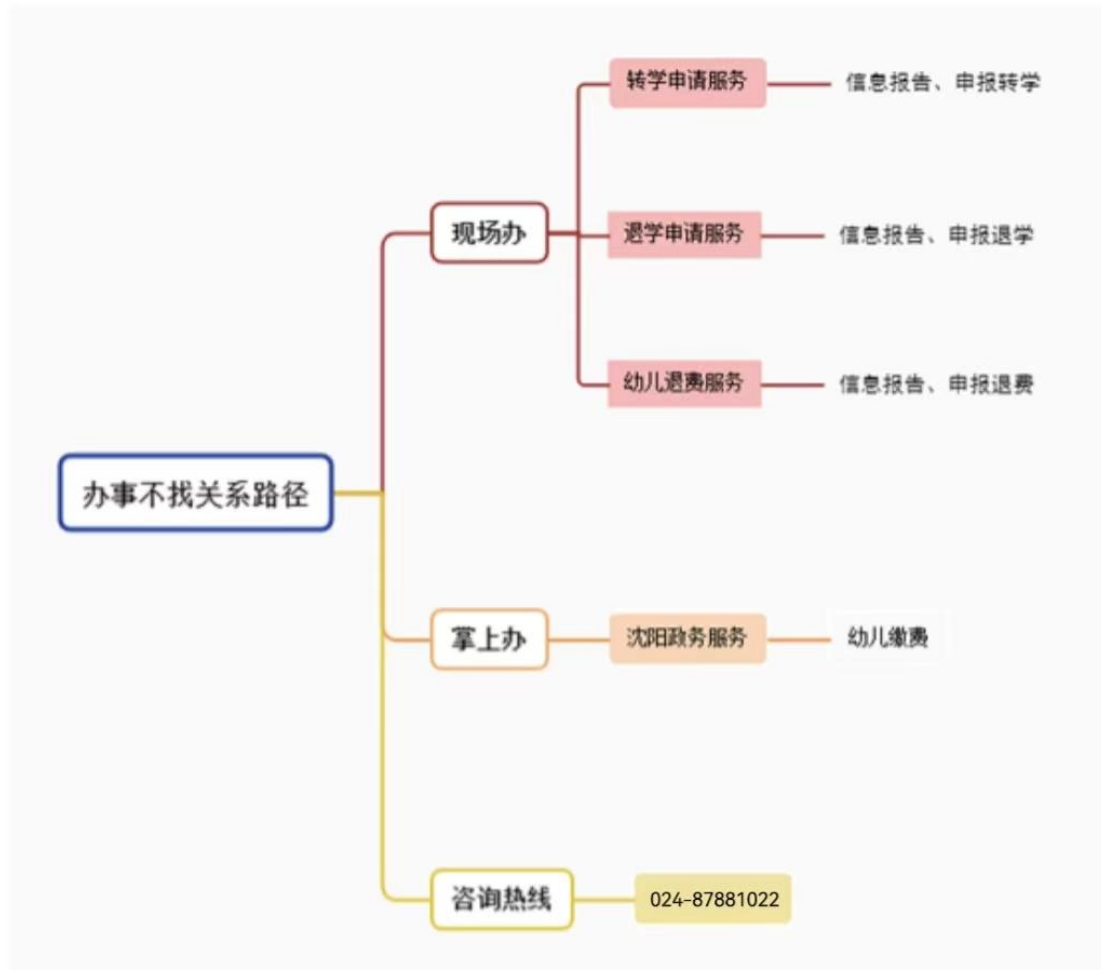 转学申请服务
信息报告、申报转学
现场办
退学申请服务
信息报告、申报退学
幼儿退费服务
信息报告、申报退费
办事不找关系路径
掌上办
沈阳政务服务
幼儿缴费
咨询热线
024-87881022